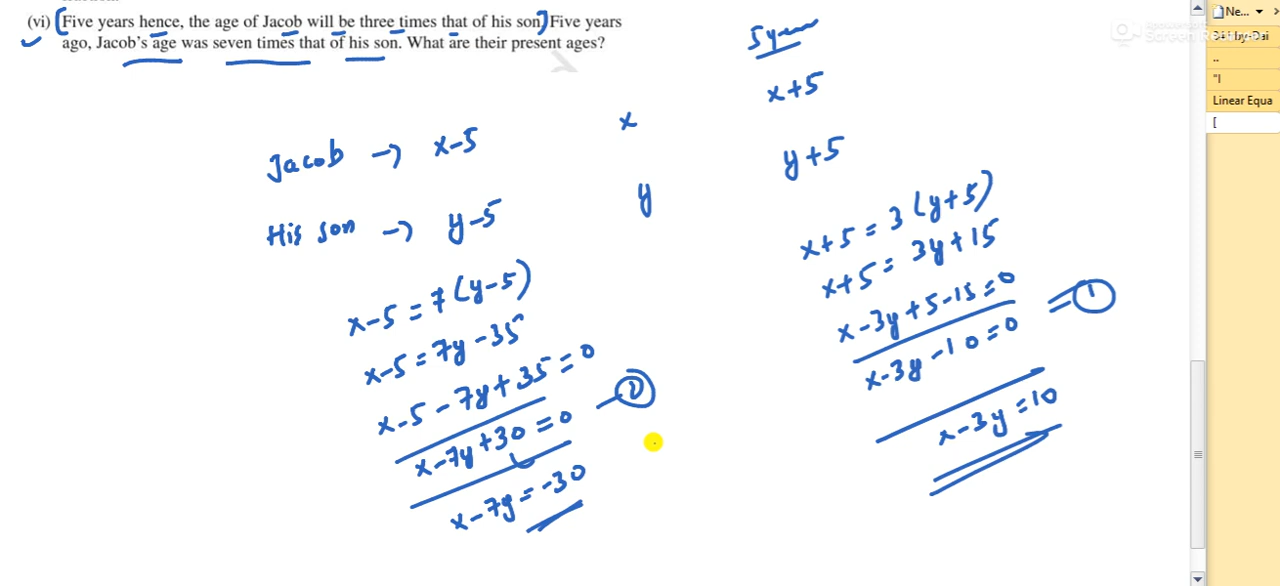 (vi) [Five years hence, the age of Jacob will be three times that of his son.] Five years
ago, Jacob's age was seven times that of his son. What are their present ages?
5 years
x+5
x
Jacob → x-5
y+5
y
His son → y-5
x-5 = 7(y-5)
x-5 = 7y-35
x-5-7y+35=0
x-7y+30=0 — 2
x-7y=-30
x+5 = 3(y+5)
x+5 = 3y+15
x-3y+5-15=0
x-3y-10=0 = 1
x-3y=10
Ne...
..
"I
Linear Equa
[